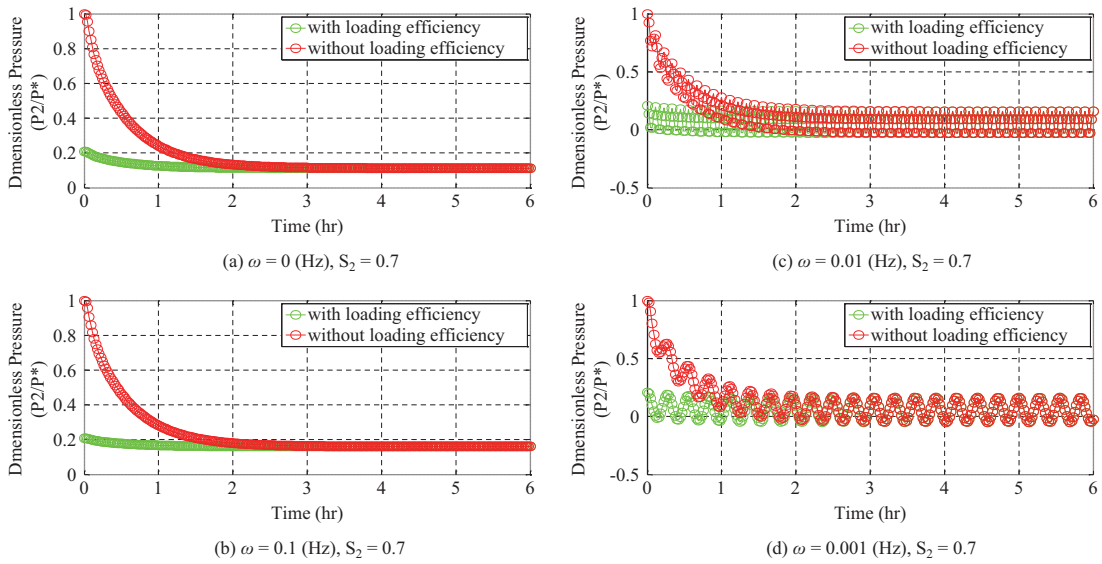 1
0.8
0.6
0.4
0.2
0
Dmensionless Pressure
(P2/P*)
with loading efficiency
without loading efficiency
0 1 2 3 4 5 6
Time (hr)
(a) ω = 0 (Hz), S₂ = 0.7
1
0.5
0
-0.5
Dmensionless Pressure
(P2/P*)
with loading efficiency
without loading efficiency
0 1 2 3 4 5 6
Time (hr)
(c) ω = 0.01 (Hz), S₂ = 0.7
1
0.8
0.6
0.4
0.2
0
Dmensionless Pressure
(P2/P*)
with loading efficiency
without loading efficiency
0 1 2 3 4 5 6
Time (hr)
(b) ω = 0.1 (Hz), S₂ = 0.7
1
0.5
0
-0.5
Dmensionless Pressure
(P2/P*)
with loading efficiency
without loading efficiency
0 1 2 3 4 5 6
Time (hr)
(d) ω = 0.001 (Hz), S₂ = 0.7